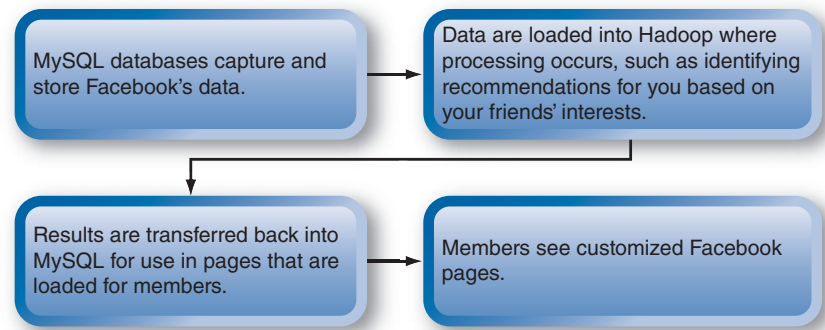 MySQL databases capture and
store Facebook's data.
Data are loaded into Hadoop where
processing occurs, such as identifying
recommendations for you based on
your friends' interests.
Results are transferred back into
MySQL for use in pages that are
loaded for members.
Members see customized Facebook
pages.